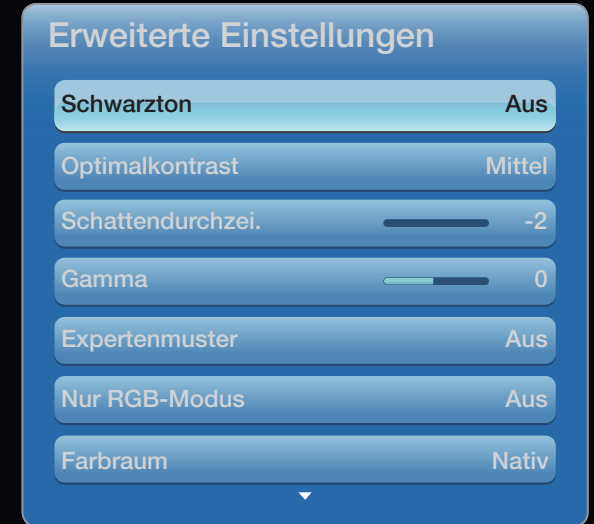 Erweiterte Einstellungen
Schwarzton Aus
Optimalkontrast Mittel
Schattendurchzei. -2
Gamma 0
Expertenmuster Aus
Nur RGB-Modus Aus
Farbraum Nativ